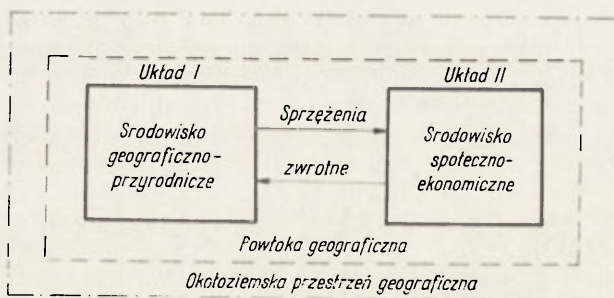 Układ I
Układ II
Środowisko
geograficzno-
przyrodnicze
Sprzężenia
zwrotne
Środowisko
społeczno-
ekonomiczne
Powłoka geograficzna
Okołoziemska przestrzeń geograficzna